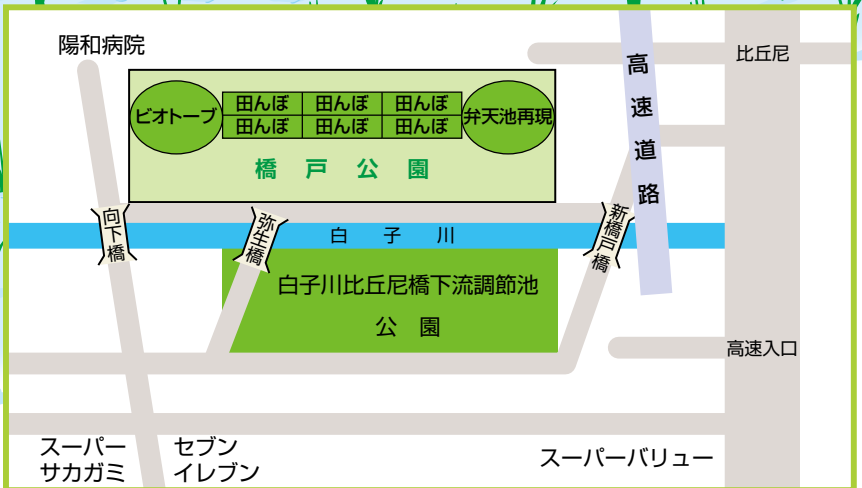 陽和病院
比丘尼
高速道路
ビオトーブ
田んぼ 田んぼ 田んぼ
田んぼ 田んぼ 田んぼ
弁天池再現
橋戸公園
向下橋
弥生橋
白子川
新橋戸橋
白子川比丘尼橋下流調節池
公園
高速入口
スーパー
サカガミ
セブン
イレブン
スーパーバリュー